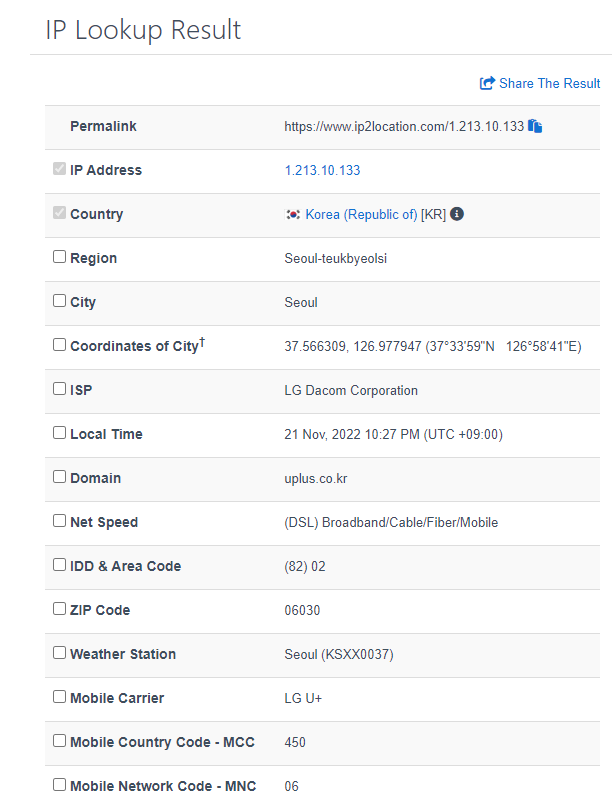 IP Lookup Result
Share The Result
Permalink https://www.ip2location.com/1.213.10.133
IP Address 1.213.10.133
Country Korea (Republic of) [KR]
Region Seoul-teukbyeolsi
City Seoul
Coordinates of City† 37.566309, 126.977947 (37°33'59"N 126°58'41"E)
ISP LG Dacom Corporation
Local Time 21 Nov, 2022 10:27 PM (UTC +09:00)
Domain uplus.co.kr
Net Speed (DSL) Broadband/Cable/Fiber/Mobile
IDD & Area Code (82) 02
ZIP Code 06030
Weather Station Seoul (KSXX0037)
Mobile Carrier LG U+
Mobile Country Code - MCC 450
Mobile Network Code - MNC 06